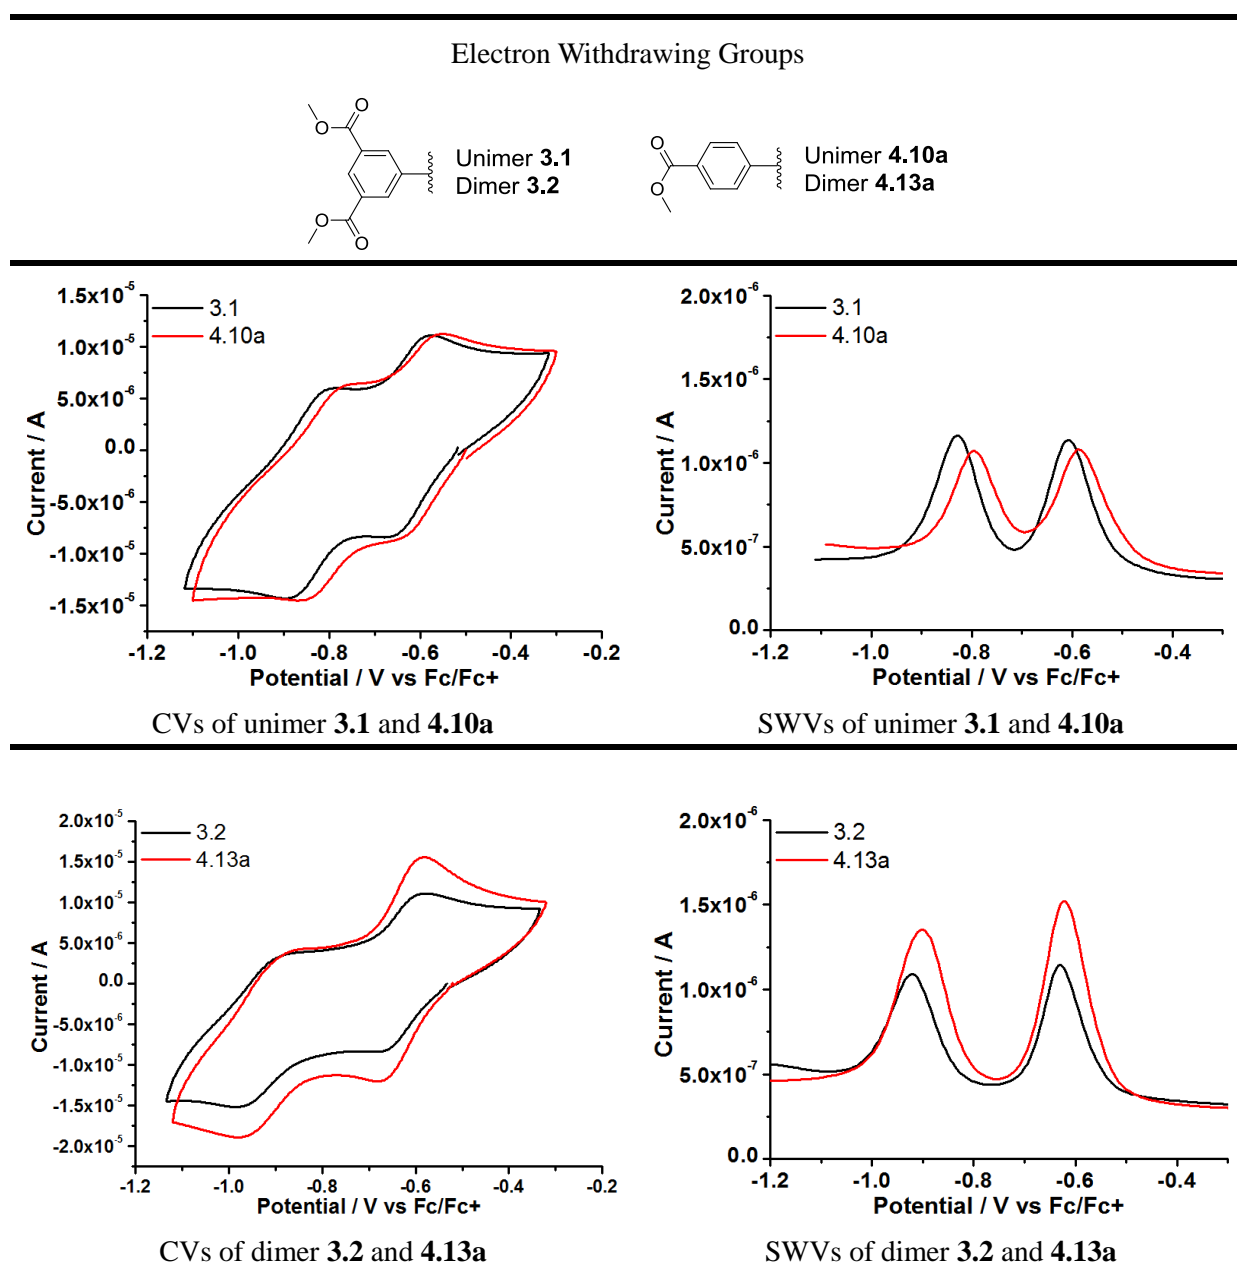 Electron Withdrawing Groups
O
O
O
O
Unimer 3.1
Dimer 3.2
O
O
Unimer 4.10a
Dimer 4.13a
3.1
4.10a
1.5x10⁻⁵
1.0x10⁻⁵
5.0x10⁻⁶
0.0
-5.0x10⁻⁶
-1.0x10⁻⁵
-1.5x10⁻⁵
Current / A
-1.2 -1.0 -0.8 -0.6 -0.4 -0.2
Potential / V vs Fc/Fc+
CVs of unimer 3.1 and 4.10a
3.1
4.10a
2.0x10⁻⁶
1.5x10⁻⁶
1.0x10⁻⁶
5.0x10⁻⁷
0.0
Current / A
-1.2 -1.0 -0.8 -0.6 -0.4
Potential / V vs Fc/Fc+
SWVs of unimer 3.1 and 4.10a
3.2
4.13a
2.0x10⁻⁵
1.5x10⁻⁵
1.0x10⁻⁵
5.0x10⁻⁶
0.0
-5.0x10⁻⁶
-1.0x10⁻⁵
-1.5x10⁻⁵
-2.0x10⁻⁵
Current / A
-1.2 -1.0 -0.8 -0.6 -0.4 -0.2
Potential / V vs Fc/Fc+
CVs of dimer 3.2 and 4.13a
3.2
4.13a
2.0x10⁻⁶
1.5x10⁻⁶
1.0x10⁻⁶
5.0x10⁻⁷
0.0
Current / A
-1.2 -1.0 -0.8 -0.6 -0.4
Potential / V vs Fc/Fc+
SWVs of dimer 3.2 and 4.13a